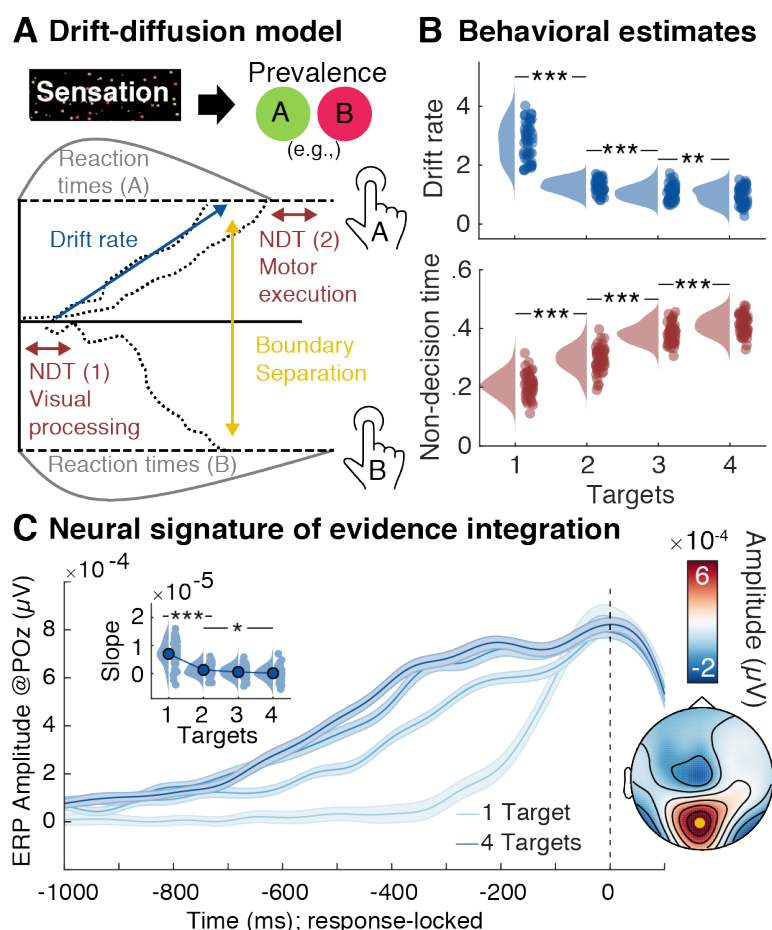 A Drift-diffusion model
Sensation
Prevalence
A
B
(e.g.,)
Reaction
times (A)
Drift rate
NDT (2)
Motor
execution
A
NDT (1)
Visual
processing
Boundary
Separation
Reaction times (B)
B
B Behavioral estimates
Drift rate
4
2
0
***
***
**
Non-decision time
.6
.4
.2
0
***
***
***
1 2 3 4
Targets
C Neural signature of evidence integration
×10-4
ERP Amplitude @POz (μV)
8
6
4
2
0
×10-5
Slope
2
1
0
***
*
1 2 3 4
Targets
1 Target
4 Targets
-1000 -800 -600 -400 -200 0
Time (ms); response-locked
×10-4
6
-2
Amplitude (μV)